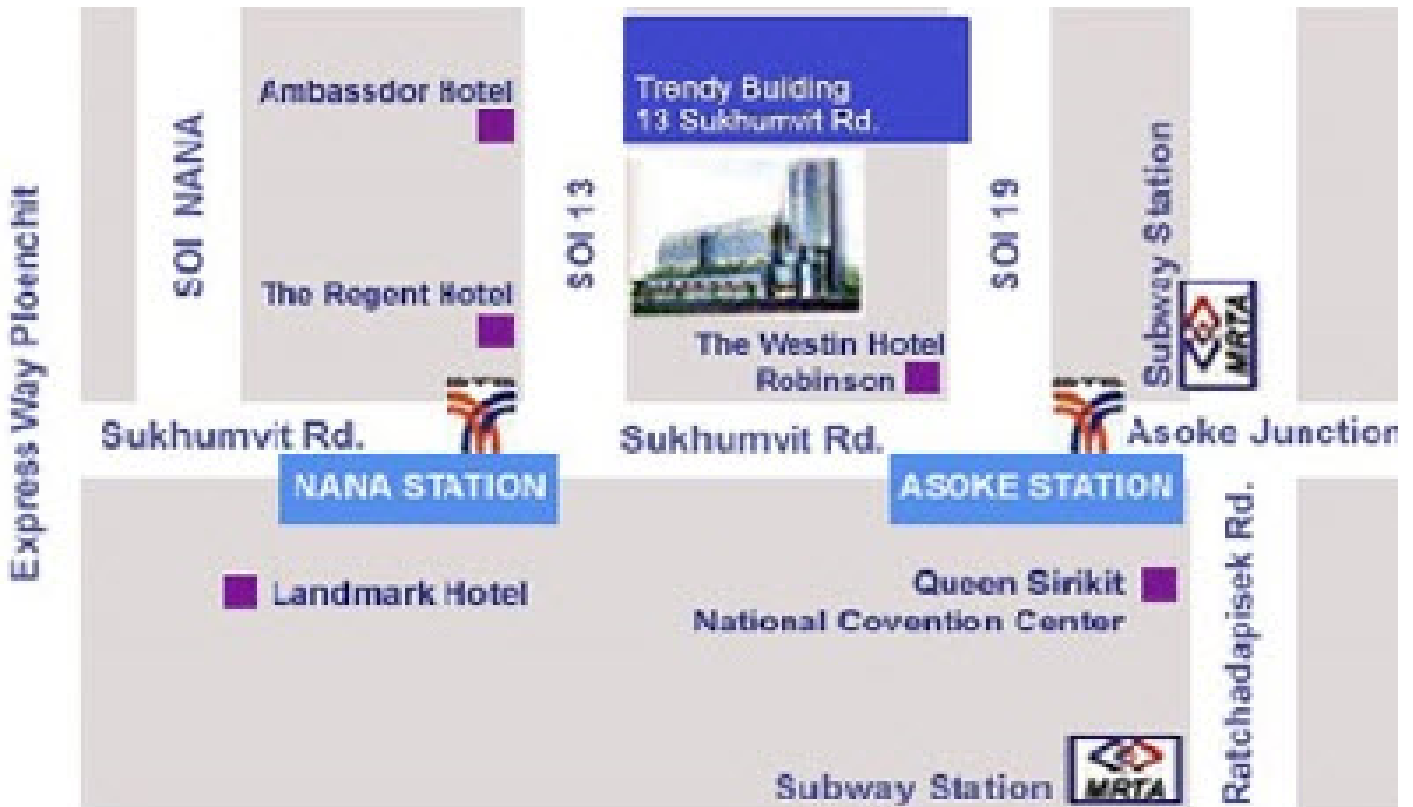 Ambassdor Hotel
Trendy Building
13 Sukhumvit Rd.
Express Way Ploenchit
SOI NANA
SOI 13
SOI 19
Subway Station
MRTA
The Regent Hotel
The Westin Hotel
Robinson
BTS
BTS
Sukhumvit Rd.
Sukhumvit Rd.
Asoke Junction
NANA STATION
ASOKE STATION
Landmark Hotel
Queen Sirikit
National Covention Center
Ratchadapisek Rd.
Subway Station
MRTA